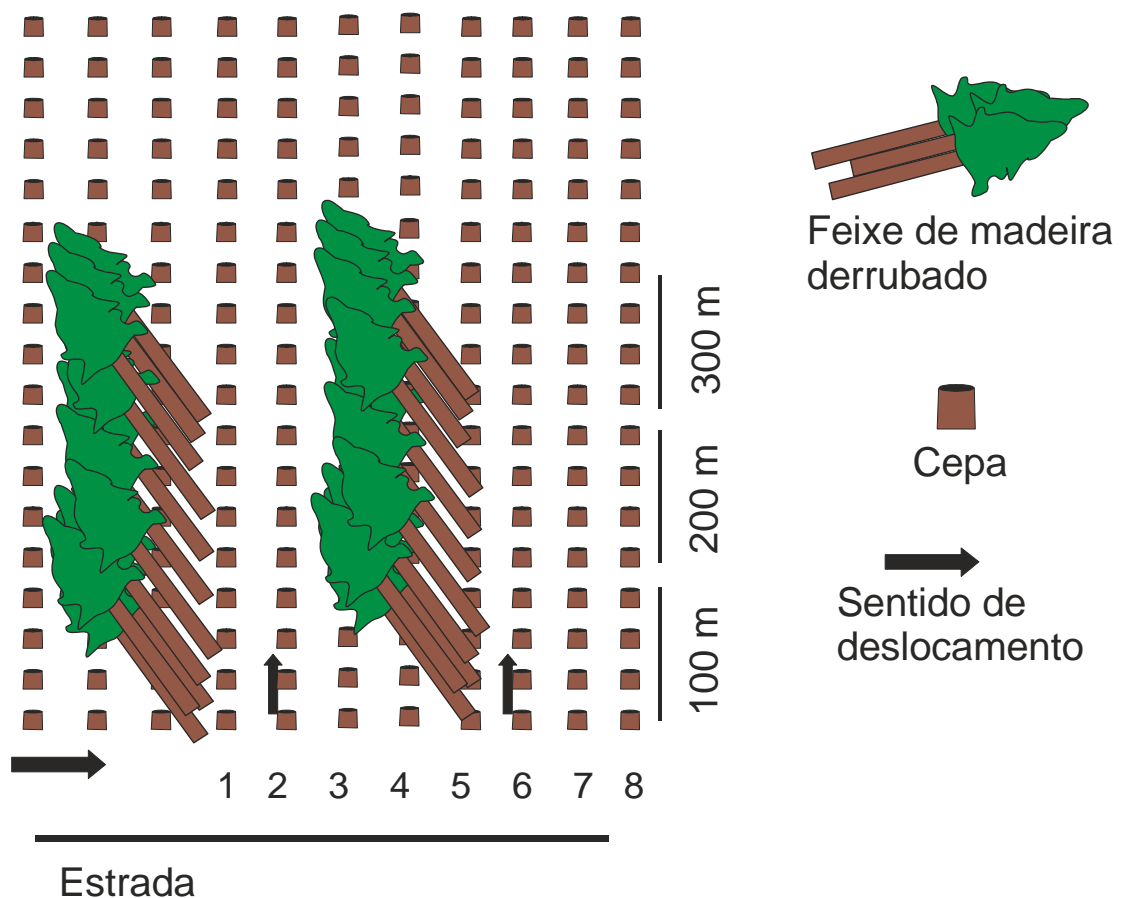 Feixe de madeira
derrubado
300 m
Cepa
200 m
Sentido de
deslocamento
100 m
1 2 3 4 5 6 7 8
Estrada